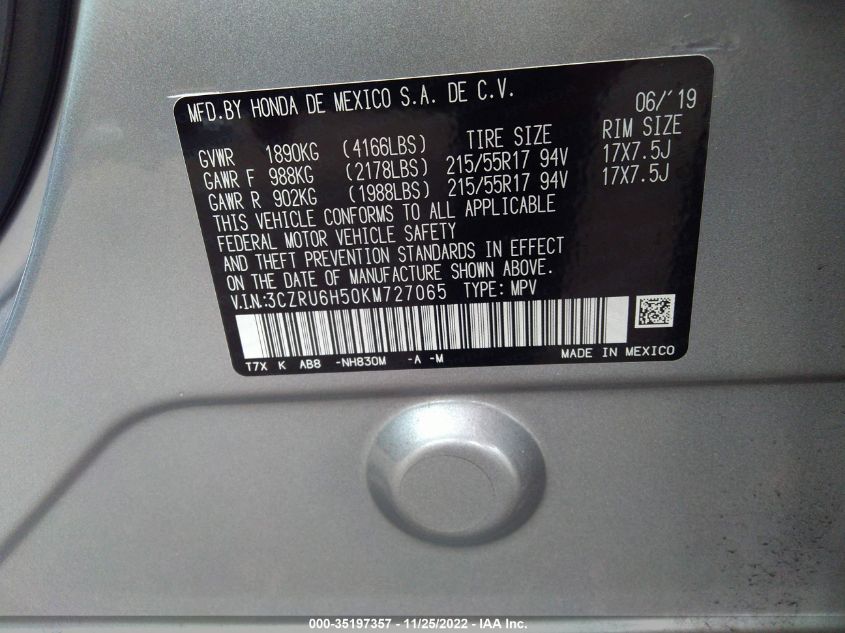 MFD.BY HONDA DE MEXICO S.A. DE C.V. 06/'19
TIRE SIZE RIM SIZE
GVWR 1890KG (4166LBS)
GAWR F 988KG (2178LBS) 215/55R17 94V 17X7.5J
GAWR R 902KG (1988LBS) 215/55R17 94V 17X7.5J
THIS VEHICLE CONFORMS TO ALL APPLICABLE
FEDERAL MOTOR VEHICLE SAFETY
AND THEFT PREVENTION STANDARDS IN EFFECT
ON THE DATE OF MANUFACTURE SHOWN ABOVE.
V.I.N:3CZRU6H50KM727065 TYPE: MPV
T7X K AB8 -NH830M -A -M MADE IN MEXICO
000-35197357 - 11/25/2022 - IAA Inc.